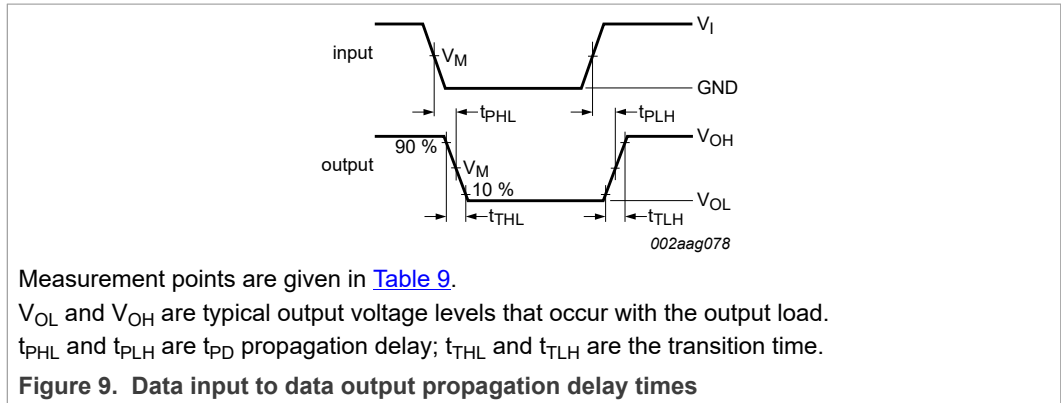 V_I
input
V_M
GND
t_PHL
t_PLH
V_OH
90 %
output
V_M
10 %
V_OL
t_THL
t_TLH
002aag078
Measurement points are given in Table 9.
V_OL and V_OH are typical output voltage levels that occur with the output load.
t_PHL and t_PLH are t_PD propagation delay; t_THL and t_TLH are the transition time.
Figure 9. Data input to data output propagation delay times